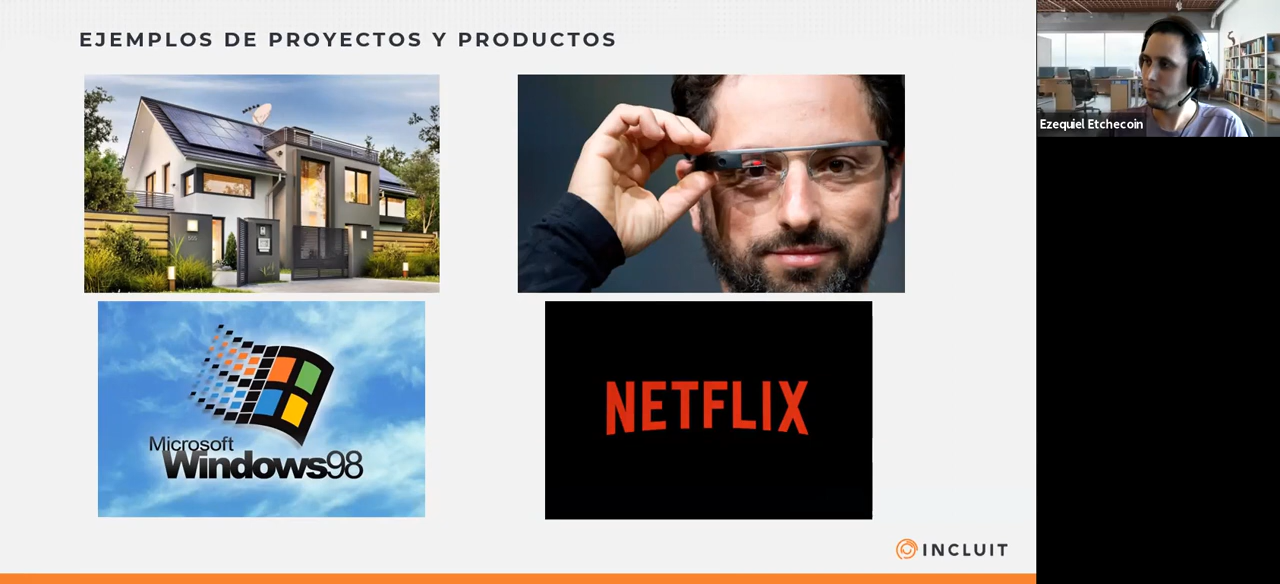 EJEMPLOS DE PROYECTOS Y PRODUCTOS
Ezequiel Etchecoin
Microsoft
Windows98
NETFLIX
INCLUIT